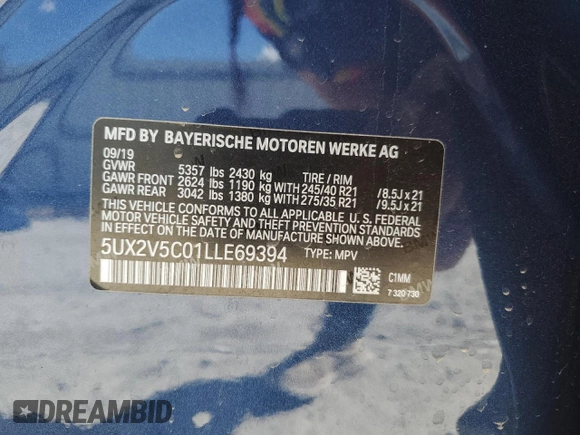 MFD BY BAYERISCHE MOTOREN WERKE AG
09/19
GVWR 5357 lbs 2430 kg TIRE / RIM
GAWR FRONT 2624 lbs 1190 kg WITH 245/40 R21 / 8.5J x 21
GAWR REAR 3042 lbs 1380 kg WITH 275/35 R21 / 9.5J x 21
THIS VEHICLE CONFORMS TO ALL APPLICABLE U. S. FEDERAL
MOTOR VEHICLE SAFETY AND THEFT PREVENTION STANDARDS
IN EFFECT ON THE DATE OF MANUFACTURE SHOWN ABOVE.
5UX2V5C01LLE69394 TYPE: MPV
C1MM
7 320 730
DREAMBID